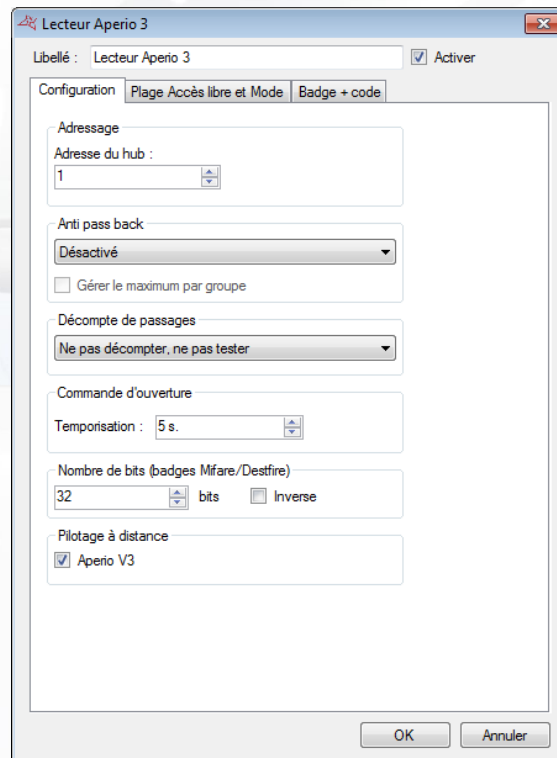 Lecteur Aperio 3
Libellé : Lecteur Aperio 3 Activer
Configuration Plage Accès libre et Mode Badge + code
Adressage
Adresse du hub :
1
Anti pass back
Désactivé
Gérer le maximum par groupe
Décompte de passages
Ne pas décompter, ne pas tester
Commande d'ouverture
Temporisation : 5 s.
Nombre de bits (badges Mifare/Destfire)
32 bits Inverse
Pilotage à distance
Aperio V3
OK Annuler